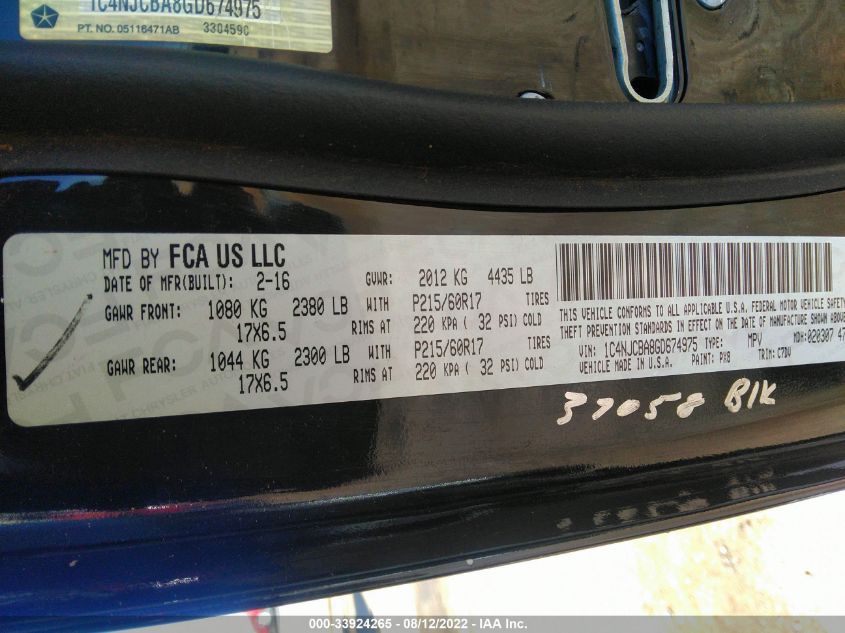 1C4NJCBA8GD674975
PT. NO. 05116471AB 3304590
MFD BY FCA US LLC
DATE OF MFR(BUILT): 2-16 GVWR: 2012 KG 4435 LB
GAWR FRONT: 1080 KG 2380 LB WITH P215/60R17 TIRES
17X6.5 RIMS AT 220 KPA ( 32 PSI) COLD
GAWR REAR: 1044 KG 2300 LB WITH P215/60R17 TIRES
17X6.5 RIMS AT 220 KPA ( 32 PSI) COLD
THIS VEHICLE CONFORMS TO ALL APPLICABLE U.S.A. FEDERAL MOTOR VEHICLE SAFETY
THEFT PREVENTION STANDARDS IN EFFECT ON THE DATE OF MANUFACTURE SHOWN ABOVE
VIN: 1C4NJCBA8GD674975 TYPE: MPV MDH:020307 47
VEHICLE MADE IN U.S.A. PAINT: PX8 TRIM: C7DV
37058 BlK
000-33924265 - 08/12/2022 - IAA Inc.